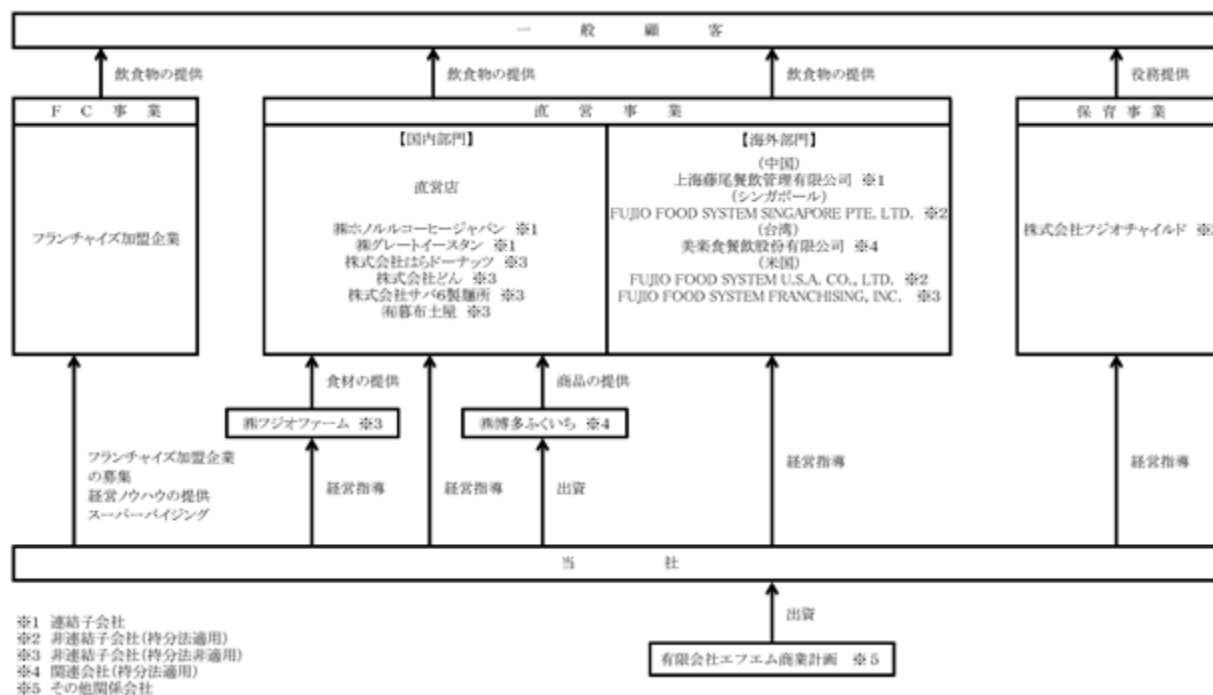 一般顧客
飲食物の提供
飲食物の提供
飲食物の提供
役務提供
FC事業
直営事業
保育事業
フランチャイズ加盟企業
【国内部門】
直営店
㈱ホノルルコーヒージャパン ※1
㈱グレートイースタン ※1
株式会社はらドーナッツ ※3
株式会社どん ※3
株式会社サバ6製麺所 ※3
㈲暮布土屋 ※3
【海外部門】
(中国)
上海藤尾餐飲管理有限公司 ※1
(シンガポール)
FUJIO FOOD SYSTEM SINGAPORE PTE. LTD. ※2
(台湾)
美楽食餐飲股份有限公司 ※4
(米国)
FUJIO FOOD SYSTEM U.S.A. CO., LTD. ※2
FUJIO FOOD SYSTEM FRANCHISING, INC. ※3
株式会社フジオチャイルド
食材の提供
商品の提供
㈱フジオファーム ※3
㈱博多ふくいち ※4
フランチャイズ加盟企業
の募集
経営ノウハウの提供
スーパーバイジング
経営指導
経営指導
出資
経営指導
経営指導
当社
出資
有限会社エフエム商業計画 ※5
※1 連結子会社
※2 非連結子会社(持分法適用)
※3 非連結子会社(持分法非適用)
※4 関連会社(持分法適用)
※5 その他関係会社